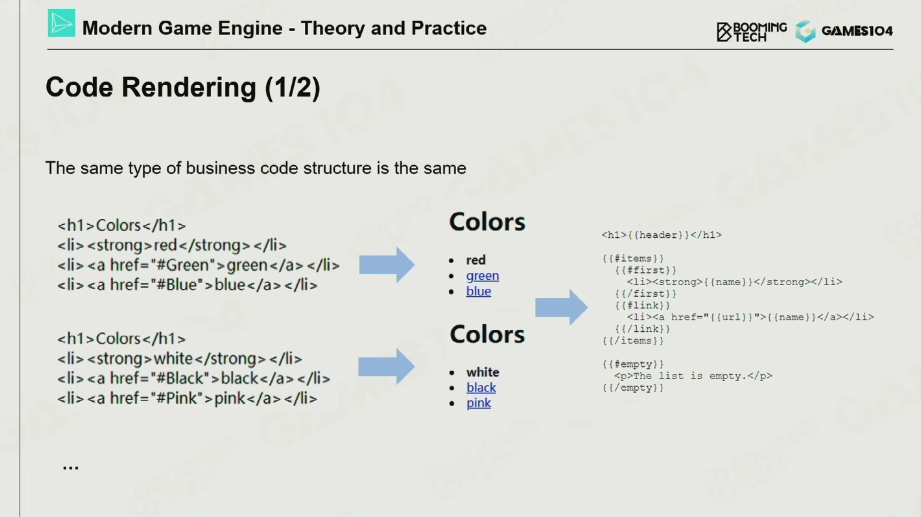 Modern Game Engine - Theory and Practice
BOOMING
TECH
GAMES104
Code Rendering (1/2)
The same type of business code structure is the same
<h1>Colors</h1>
<li><strong>red</strong></li>
<li><a href="#Green">green</a></li>
<li><a href="#Blue">blue</a></li>
Colors
• red
• green
• blue
<h1>Colors</h1>
<li><strong>white</strong></li>
<li><a href="#Black">black</a></li>
<li><a href="#Pink">pink</a></li>
Colors
• white
• black
• pink
<h1>{{header}}</h1>
{{#items}}
{{#first}}
<li><strong>{{name}}</strong></li>
{{/first}}
{{#link}}
<li><a href="{{url}}">{{name}}</a></li>
{{/link}}
{{/items}}
{{#empty}}
<p>The list is empty.</p>
{{/empty}}
...